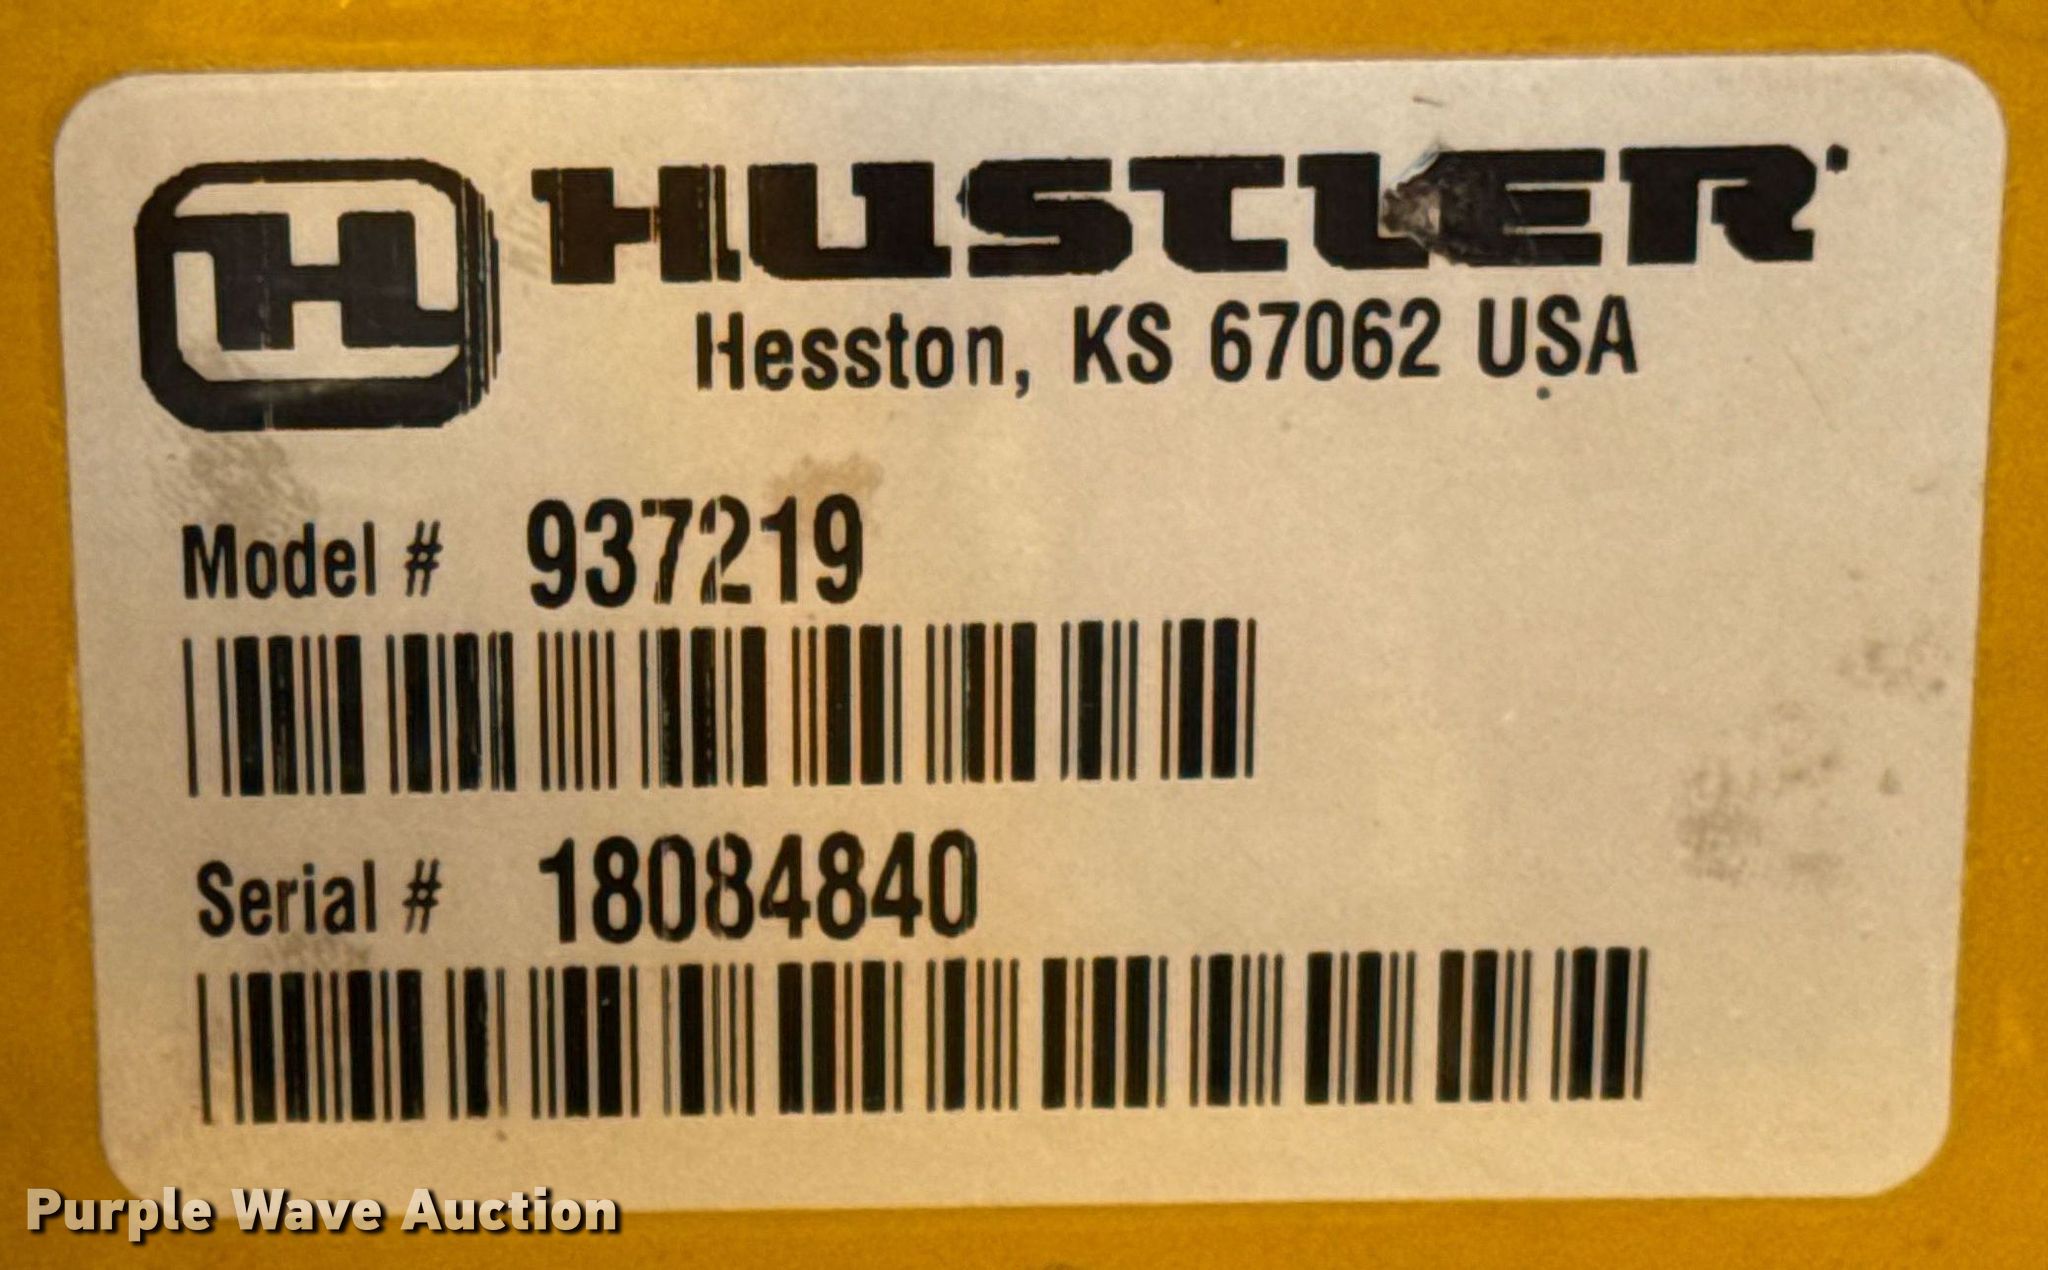 H HUSTLER
Hesston, KS 67062 USA
Model # 937219
Serial # 18084840
Purple Wave Auction